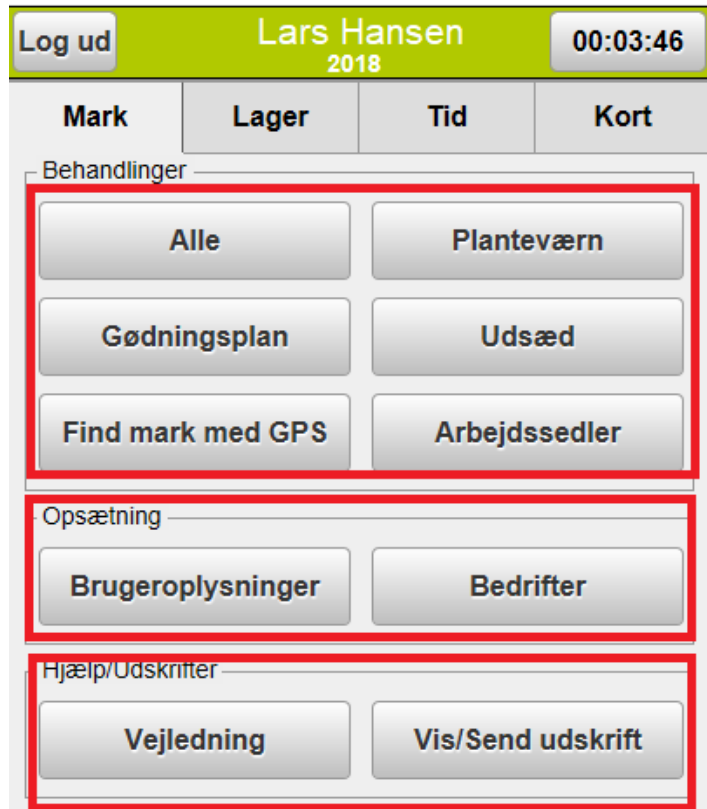 Log ud
Lars Hansen
2018
00:03:46
Mark Lager Tid Kort
Behandlinger
Alle Planteværn
Gødningsplan Udsæd
Find mark med GPS Arbejdssedler
Opsætning
Brugeroplysninger Bedrifter
Hjælp/Udskrifter
Vejledning Vis/Send udskrift